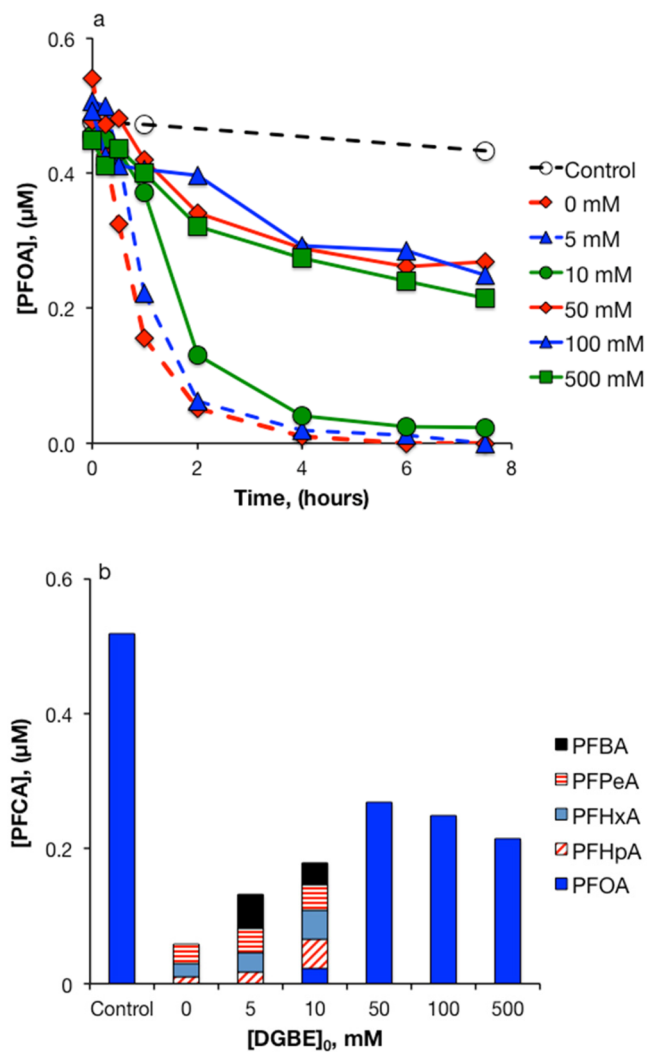 a
0.6
0.4
0.2
0.0
[PFOA], (µM)
0 2 4 6 8
Time, (hours)
Control
0 mM
5 mM
10 mM
50 mM
100 mM
500 mM
b
0.6
0.4
0.2
0
[PFCA], (µM)
Control 0 5 10 50 100 500
[DGBE]₀, mM
PFBA
PFPeA
PFHxA
PFHpA
PFOA